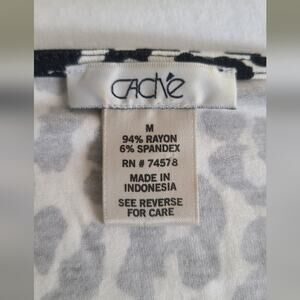 CAché
M
94% RAYON
6% SPANDEX
RN # 74578
MADE IN
INDONESIA
SEE REVERSE
FOR CARE